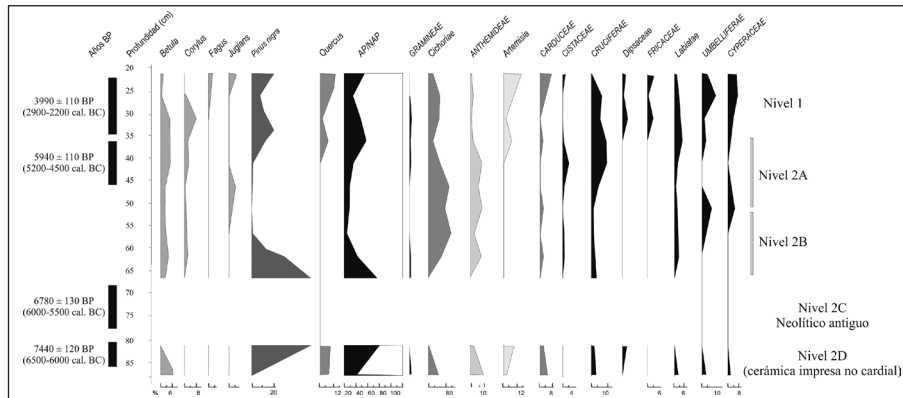 Años BP
Profundidad (cm)
Betula
Corylus
Fagus
Juglans
Pinus nigra
Quercus
AP/NAP
GRAMINEAE
Cichoriae
ANTHEMIDEAE
Artemisia
CARDUCEAE
CISTACEAE
CRUCIFERAE
Dipsaceae
FRICACEAE
Labiatae
UMBELLIFERAE
CYPERACEAE
20
25
30
35
40
45
50
55
60
65
70
75
80
85
3990 ± 110 BP
(2900-2200 cal. BC)
5940 ± 110 BP
(5200-4500 cal. BC)
6780 ± 130 BP
(6000-5500 cal. BC)
7440 ± 120 BP
(6500-6000 cal. BC)
Nivel 1
Nivel 2A
Nivel 2B
Nivel 2C
Neolítico antiguo
Nivel 2D
(cerámica impresa no cardial)
% 6 8 20 12 20 40 60 80 100 80 10 12 8 4 10 6 8 10 8